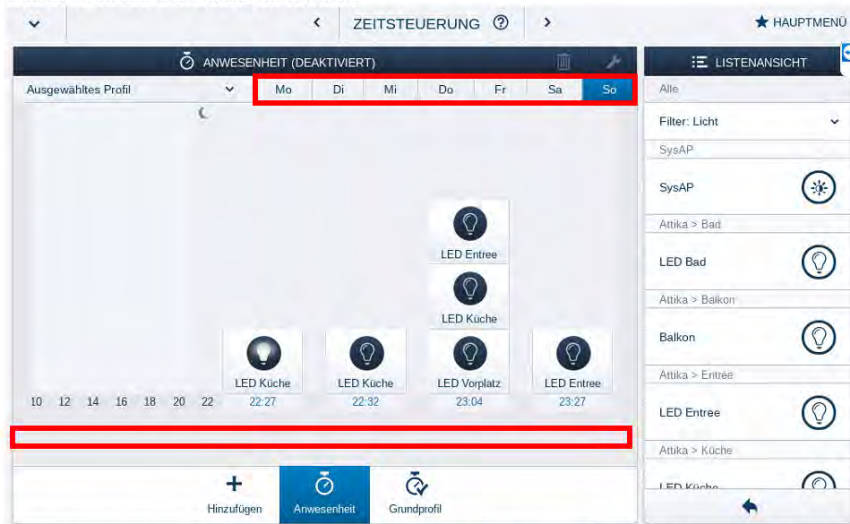 ZEITSTEUERUNG ?
HAUPTMENÜ
ANWESENHEIT (DEAKTIVIERT)
Ausgewähltes Profil
Mo Di Mi Do Fr Sa So
LED Entree
LED Küche
LED Küche LED Küche LED Vorplatz LED Entree
10 12 14 16 18 20 22 22:27 22:32 23:04 23:27
Hinzufügen Anwesenheit Grundprofil
LISTENANSICHT
Alle
Filter: Licht
SysAP
SysAP
Attika > Bad
LED Bad
Attika > Balkon
Balkon
Attika > Entree
LED Entree
Attika > Küche
LED Küche